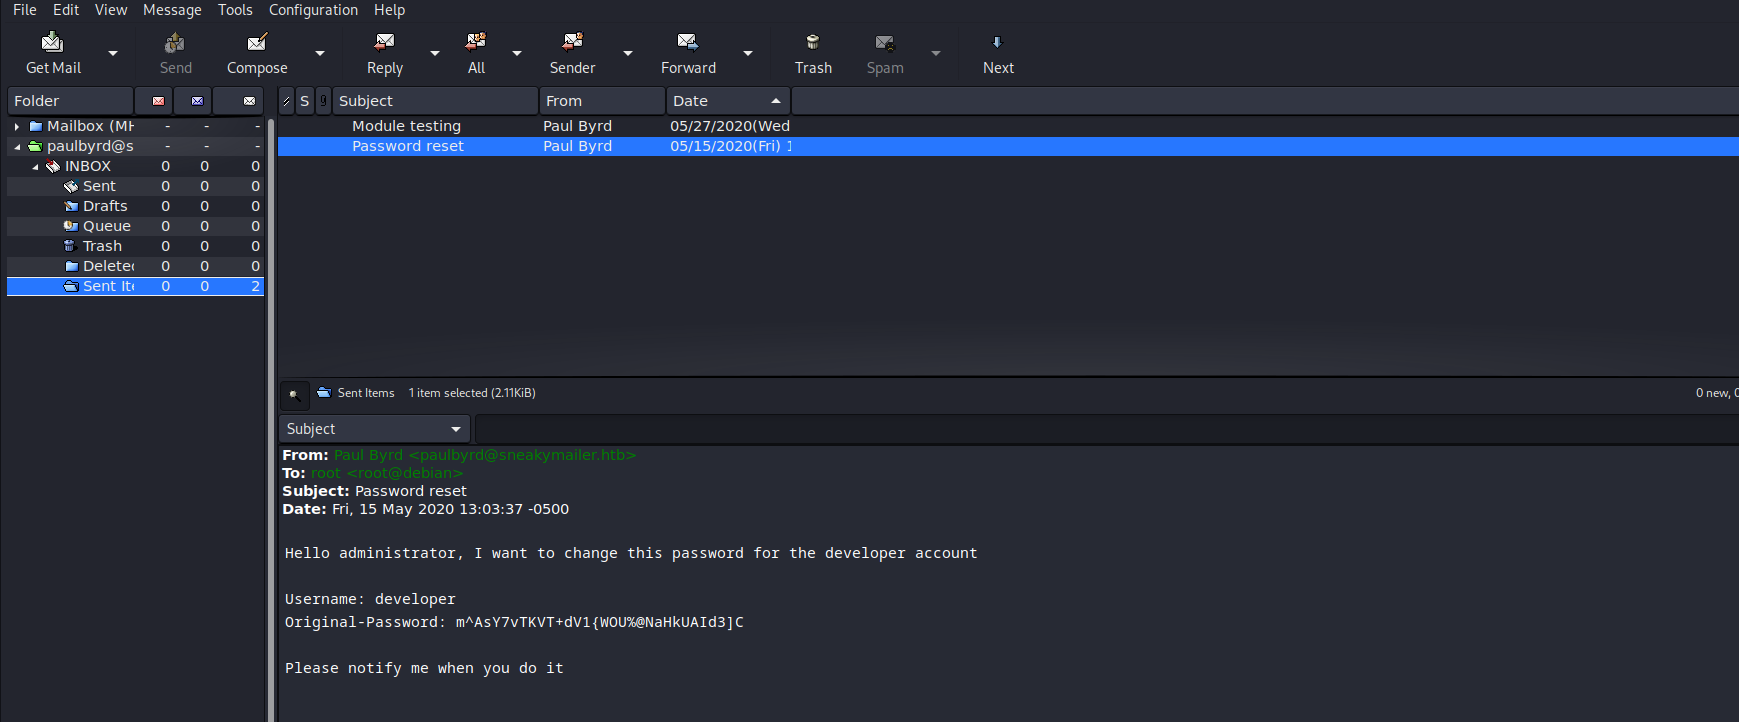 File Edit View Message Tools Configuration Help
Get Mail Send Compose Reply All Sender Forward Trash Spam Next
Folder S Subject From Date
Mailbox (MH - - -
Module testing Paul Byrd 05/27/2020(Wed
paulbyrd@s - - -
Password reset Paul Byrd 05/15/2020(Fri) 1
INBOX 0 0 0
Sent 0 0 0
Drafts 0 0 0
Queue 0 0 0
Trash 0 0 0
Deleted 0 0 0
Sent Ite 0 0 2
Sent Items 1 item selected (2.11KiB) 0 new, 0
Subject
From: Paul Byrd <paulbyrd@sneakymailer.htb>
To: root <root@debian>
Subject: Password reset
Date: Fri, 15 May 2020 13:03:37 -0500
Hello administrator, I want to change this password for the developer account
Username: developer
Original-Password: m^AsY7vTKVT+dV1{WOU%@NaHkUAId3]C
Please notify me when you do it